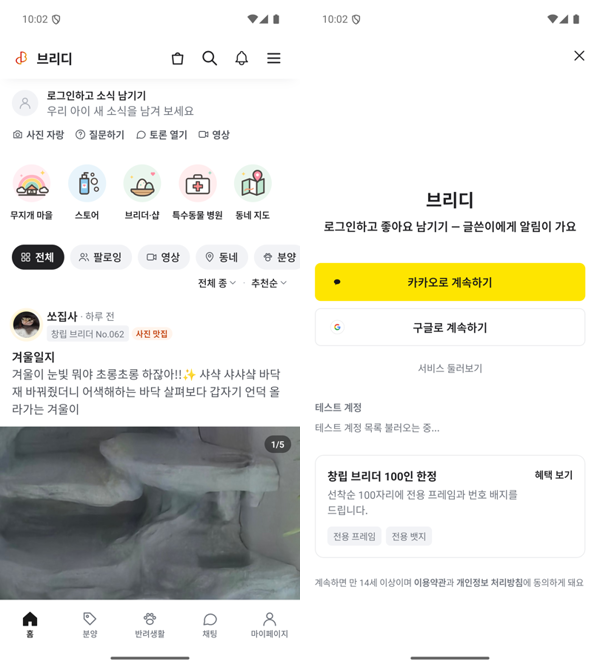 10:02
브리디
로그인하고 소식 남기기
우리 아이 새 소식을 남겨 보세요
사진 자랑 질문하기 토론 열기 영상
무지개 마을 스토어 브리더·샵 특수동물 병원 동네 지도
전체 팔로잉 영상 동네 분양
전체 종 · 추천순
쏘집사 · 하루 전
창립 브리더 No.062 사진 맛집
겨울일지
겨울이 눈빛 뭐야 초롱초롱 하잖아!!✨ 샤샥 샤샤샥 바닥
재 바꿔줬더니 어색해하는 바닥 살펴보다 갑자기 언덕 올
라가는 겨울이
1/5
홈 분양 반려생활 채팅 마이페이지
10:02
브리디
로그인하고 좋아요 남기기 — 글쓴이에게 알림이 가요
카카오로 계속하기
구글로 계속하기
서비스 둘러보기
테스트 계정
테스트 계정 목록 불러오는 중...
창립 브리더 100인 한정 혜택 보기
선착순 100자리에 전용 프레임과 번호 배지를
드립니다.
전용 프레임 전용 뱃지
계속하면 만 14세 이상이며 이용약관과 개인정보 처리방침에 동의하게 돼요